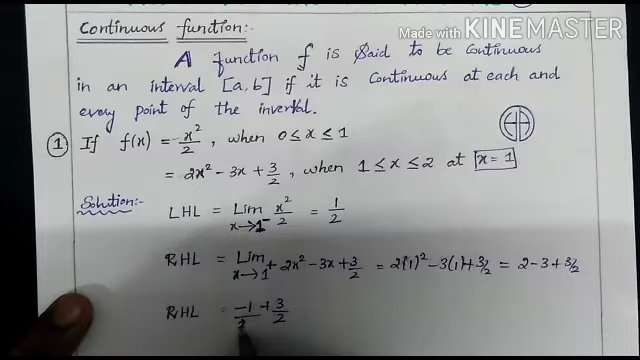 Made with KINEMASTER
Continuous function:-
A function f is said to be continuous
in an interval [a,b] if it is continuous at each and
every point of the inverval.
① If f(x) = -x²/2, when 0 ≤ x ≤ 1
= 2x² - 3x + 3/2, when 1 ≤ x ≤ 2 at x=1
Solution:-
LHL = Lim x→1⁻ x²/2 = 1/2
RHL = Lim x→1⁺ 2x² - 3x + 3/2 = 2(1)² - 3(1) + 3/2 = 2 - 3 + 3/2
RHL = -1/2 + 3/2